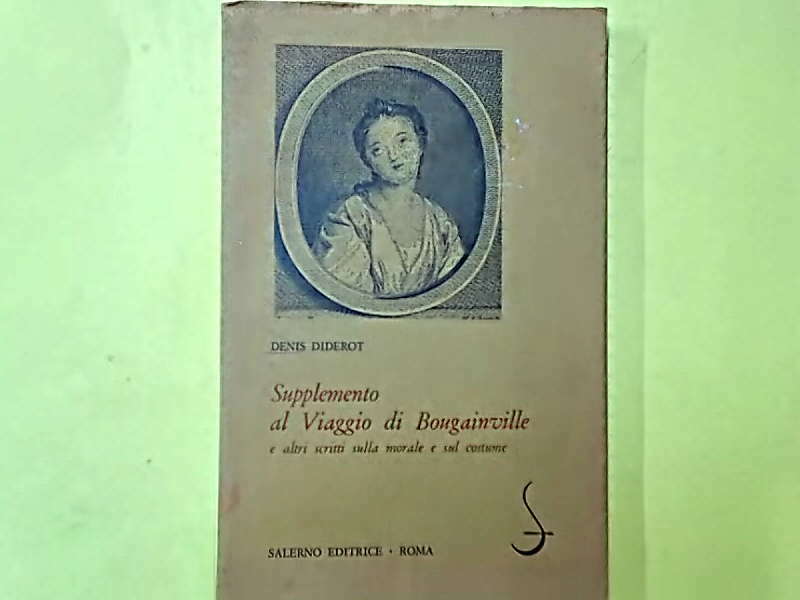 DENIS DIDEROT
Supplemento
al Viaggio di Bougainville
e altri scritti sulla morale e sul costume
SALERNO EDITRICE • ROMA